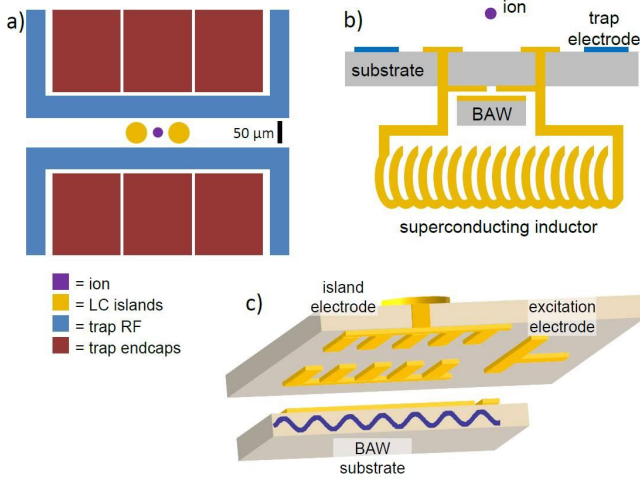 a)
50 μm
= ion
= LC islands
= trap RF
= trap endcaps
b)
ion
trap
electrode
substrate
BAW
superconducting inductor
c)
island
electrode
excitation
electrode
BAW
substrate